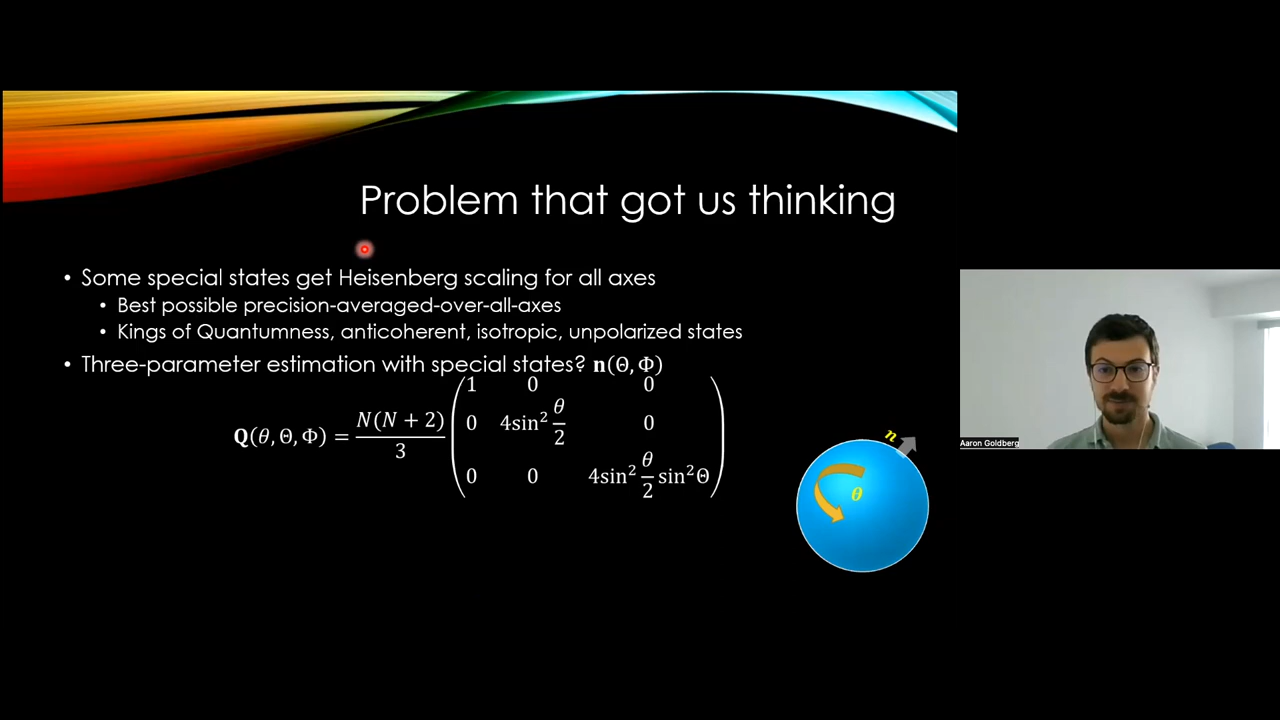 Problem that got us thinking
• Some special states get Heisenberg scaling for all axes
• Best possible precision-averaged-over-all-axes
• Kings of Quantumness, anticoherent, isotropic, unpolarized states
• Three-parameter estimation with special states? n(Θ, Φ)
Q(θ, Θ, Φ) = N(N + 2)/3 (1 0 0
0 4sin² θ/2 0
0 0 4sin² θ/2 sin²Θ)
n
θ
Aaron Goldberg